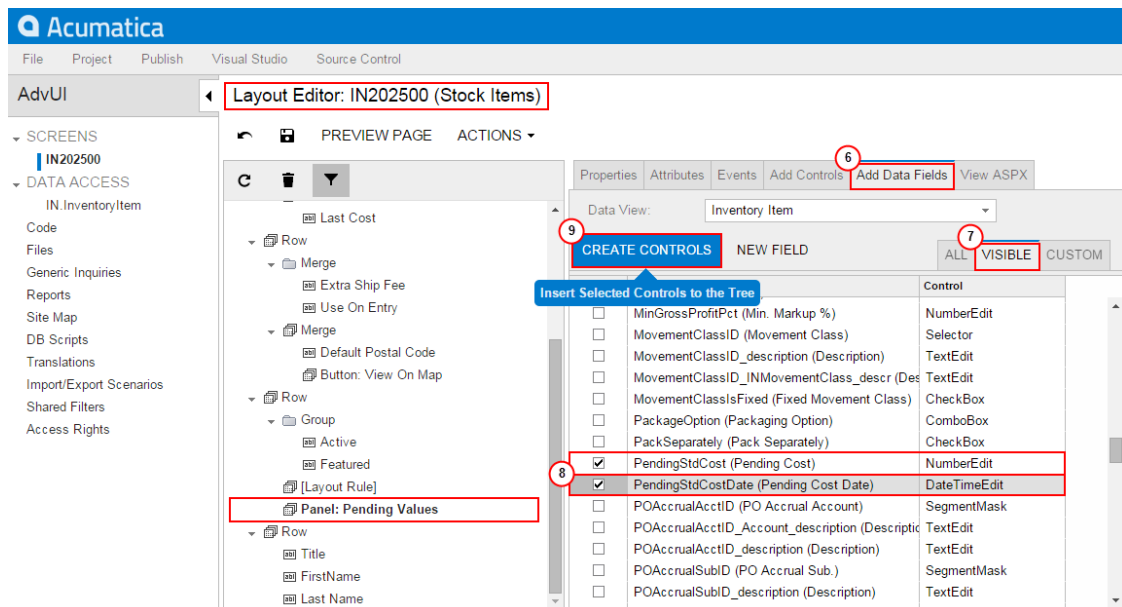 Acumatica
File Project Publish Visual Studio Source Control
AdvUI
Layout Editor: IN202500 (Stock Items)
SCREENS
IN202500
DATA ACCESS
IN.InventoryItem
Code
Files
Generic Inquiries
Reports
Site Map
DB Scripts
Translations
Import/Export Scenarios
Shared Filters
Access Rights
PREVIEW PAGE ACTIONS
Last Cost
Row
Merge
Extra Ship Fee
Use On Entry
Merge
Default Postal Code
Button: View On Map
Row
Group
Active
Featured
[Layout Rule]
Panel: Pending Values
Row
Title
FirstName
Last Name
6
Properties Attributes Events Add Controls Add Data Fields View ASPX
Data View: Inventory Item
9
7
CREATE CONTROLS NEW FIELD ALL VISIBLE CUSTOM
Insert Selected Controls to the Tree
Control
MinGrossProfitPct (Min. Markup %) NumberEdit
MovementClassID (Movement Class) Selector
MovementClassID_description (Description) TextEdit
MovementClassID_INMovementClass_descr (Des TextEdit
MovementClassIsFixed (Fixed Movement Class) CheckBox
PackageOption (Packaging Option) ComboBox
PackSeparately (Pack Separately) CheckBox
PendingStdCost (Pending Cost) NumberEdit
8
PendingStdCostDate (Pending Cost Date) DateTimeEdit
POAccrualAcctID (PO Accrual Account) SegmentMask
POAccrualAcctID_Account_description (Descriptic TextEdit
POAccrualAcctID_description (Description) TextEdit
POAccrualSubID (PO Accrual Sub.) SegmentMask
POAccrualSubID_description (Description) TextEdit